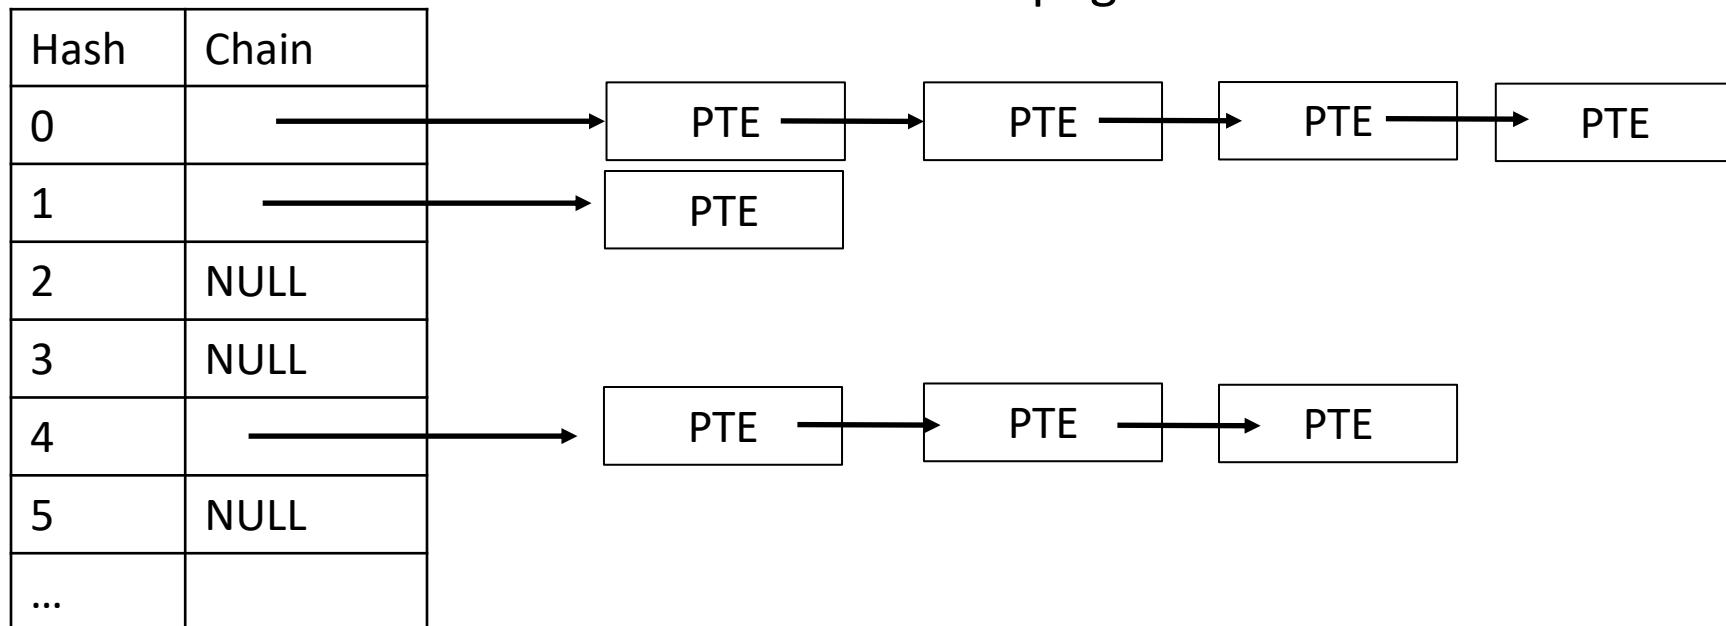 Hash Chain
0 PTE PTE PTE PTE
1 PTE
2 NULL
3 NULL
4 PTE PTE PTE
5 NULL
...